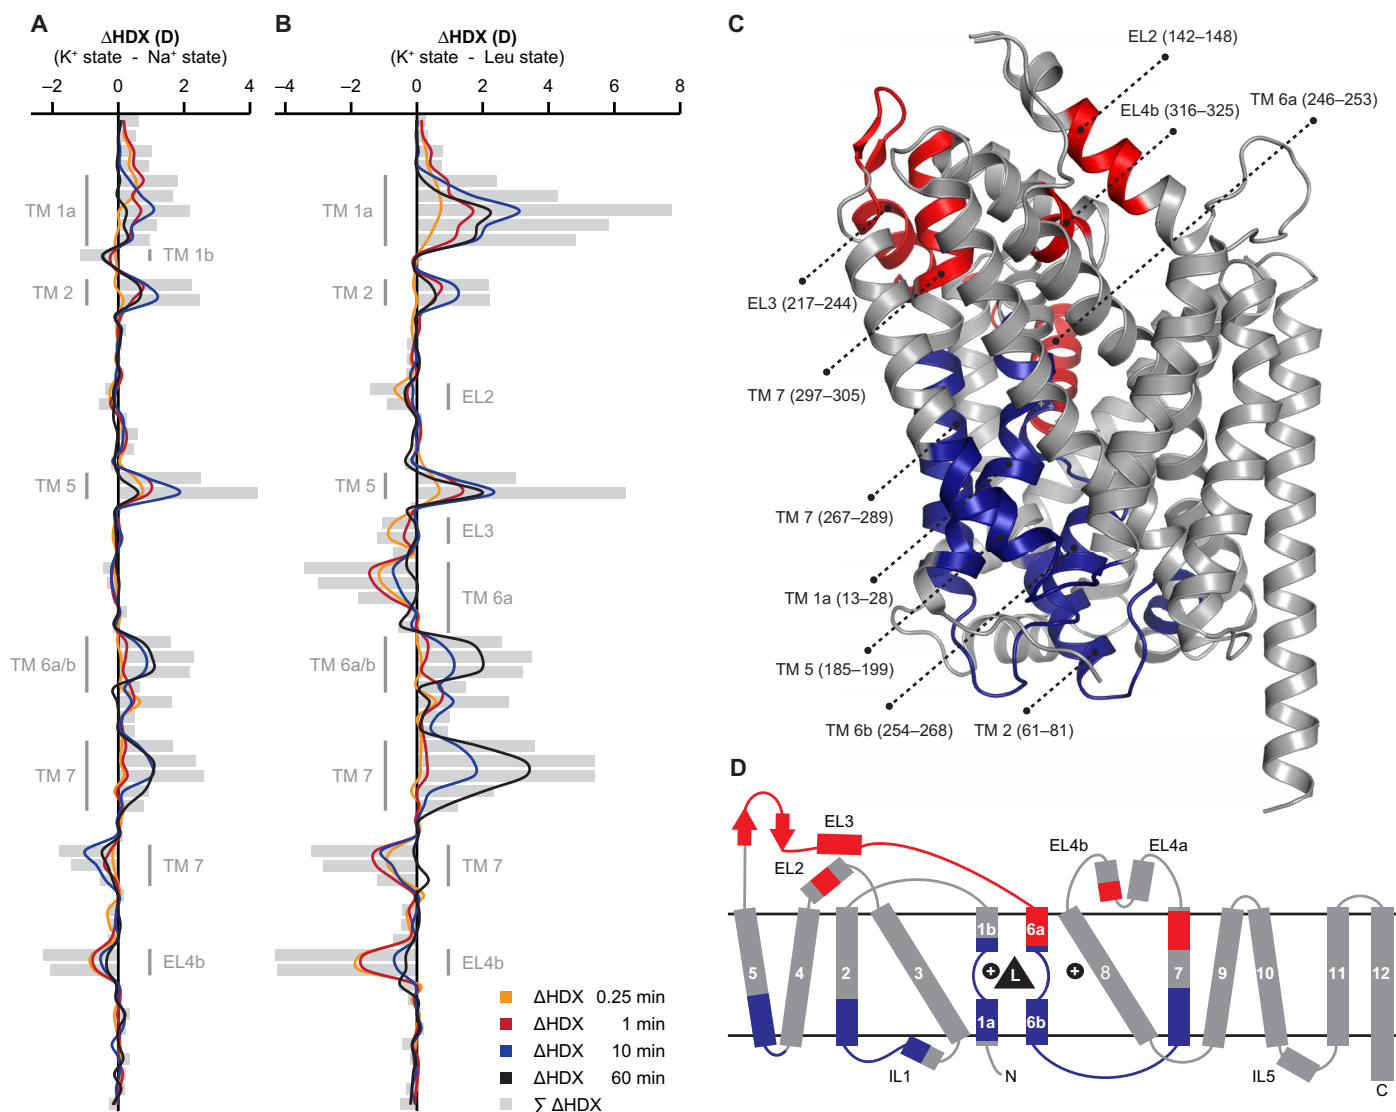 A
ΔHDX (D)
(K⁺ state - Na⁺ state)
−2 0 2 4
TM 1a
TM 1b
TM 2
TM 5
TM 6a/b
TM 7
TM 7
EL4b
B
ΔHDX (D)
(K⁺ state - Leu state)
−4 −2 0 2 4 6 8
TM 1a
TM 2
EL2
TM 5
EL3
TM 6a
TM 6a/b
TM 7
TM 7
EL4b
ΔHDX 0.25 min
ΔHDX 1 min
ΔHDX 10 min
ΔHDX 60 min
∑ ΔHDX
C
EL2 (142–148)
EL4b (316–325)
TM 6a (246–253)
EL3 (217–244)
TM 7 (297–305)
TM 7 (267–289)
TM 1a (13–28)
TM 5 (185–199)
TM 6b (254–268)
TM 2 (61–81)
D
EL3
EL2
EL4b
EL4a
5
4
2
3
1b
6a
+
L
+
8
7
9
10
11
12
1a
6b
IL1
N
IL5
C